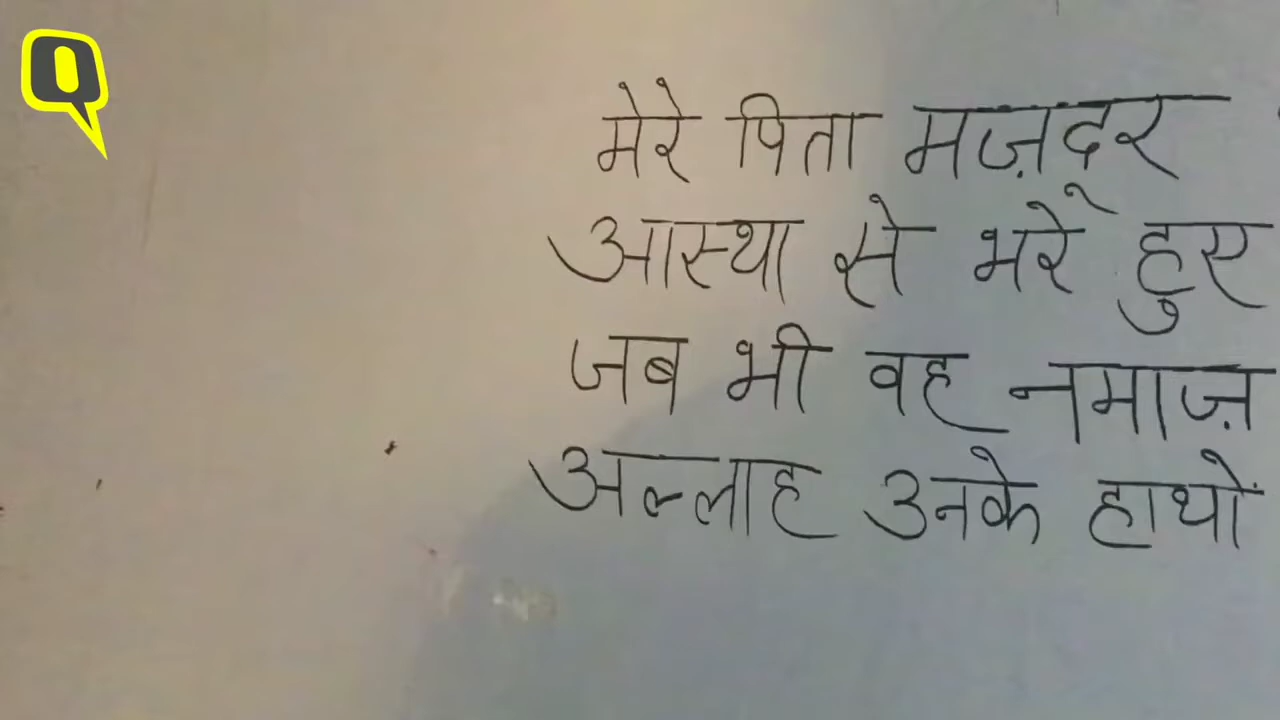 Q
मेरे पिता मज़दूर
आस्था से भरे हुए
जब भी वह नमाज़
अल्लाह उनके हाथों